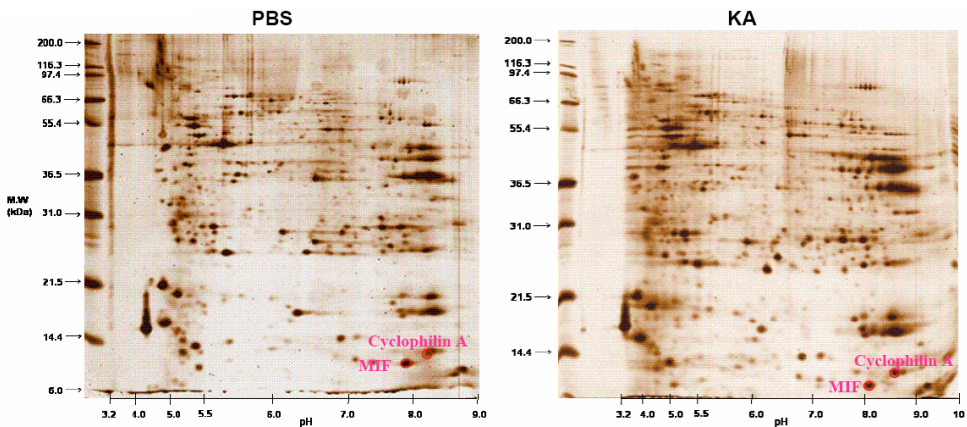 PBS
KA
200.0
116.3
97.4
66.3
55.4
36.5
M.W
(kDa)
31.0
21.5
14.4
6.0
Cyclophilin A
MIF
3.2 4.0 5.0 5.5 6.0 7.0 8.0 9.0
pH
200.0
116.3
97.4
66.3
55.4
36.5
31.0
21.5
14.4
Cyclophilin A
MIF
3.2 4.0 5.0 5.5 6.0 7.0 8.0 9.0 10
pH